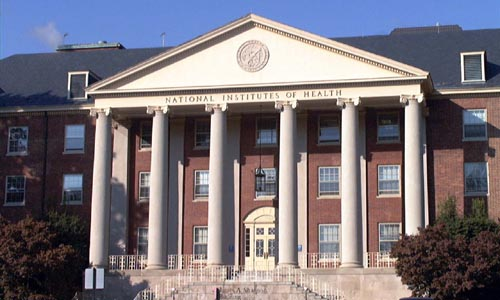 NATIONAL INSTITUTES OF HEALTH